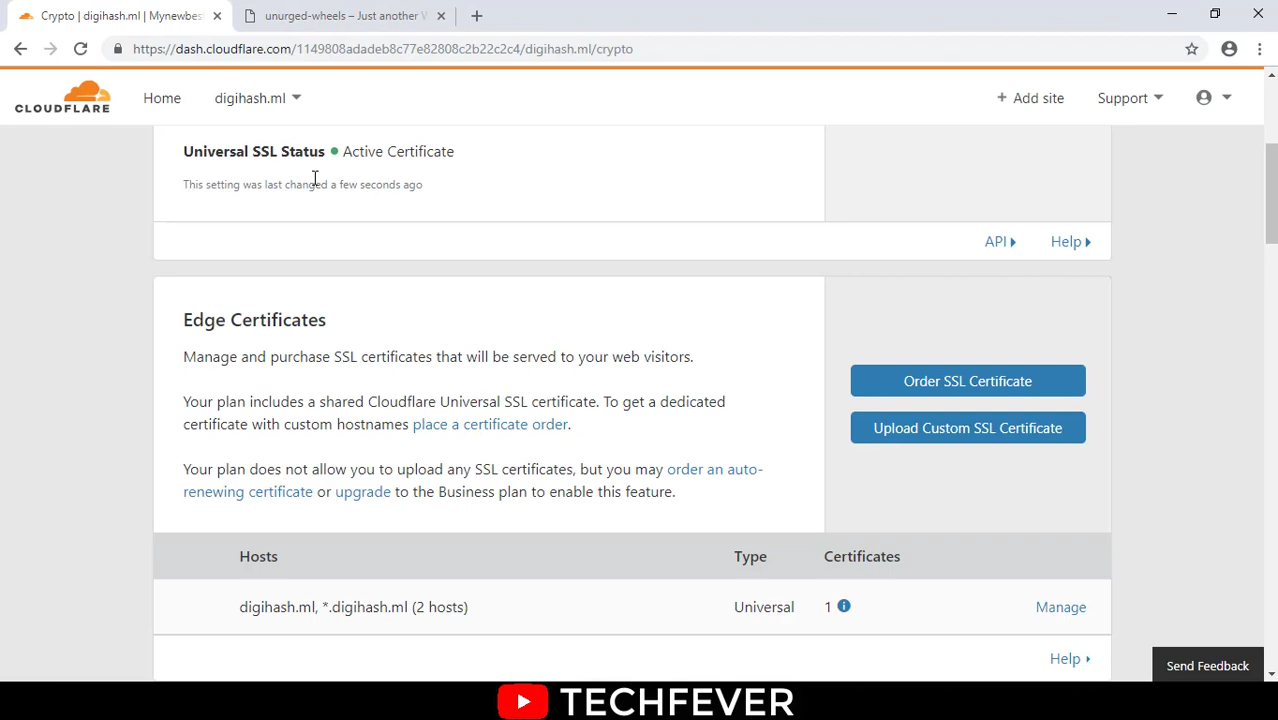 Crypto | digihash.ml | Mynewbes
unurged-wheels – Just another W
https://dash.cloudflare.com/1149808adadeb8c77e82808c2b22c2c4/digihash.ml/crypto
CLOUDFLARE
Home
digihash.ml
+ Add site
Support
Universal SSL Status
Active Certificate
This setting was last changed a few seconds ago
API
Help
Edge Certificates
Manage and purchase SSL certificates that will be served to your web visitors.
Your plan includes a shared Cloudflare Universal SSL certificate. To get a dedicated
certificate with custom hostnames place a certificate order.
Your plan does not allow you to upload any SSL certificates, but you may order an auto-
renewing certificate or upgrade to the Business plan to enable this feature.
Order SSL Certificate
Upload Custom SSL Certificate
Hosts
Type
Certificates
digihash.ml, *.digihash.ml (2 hosts)
Universal
1
Manage
Help
Send Feedback
TECHFEVER